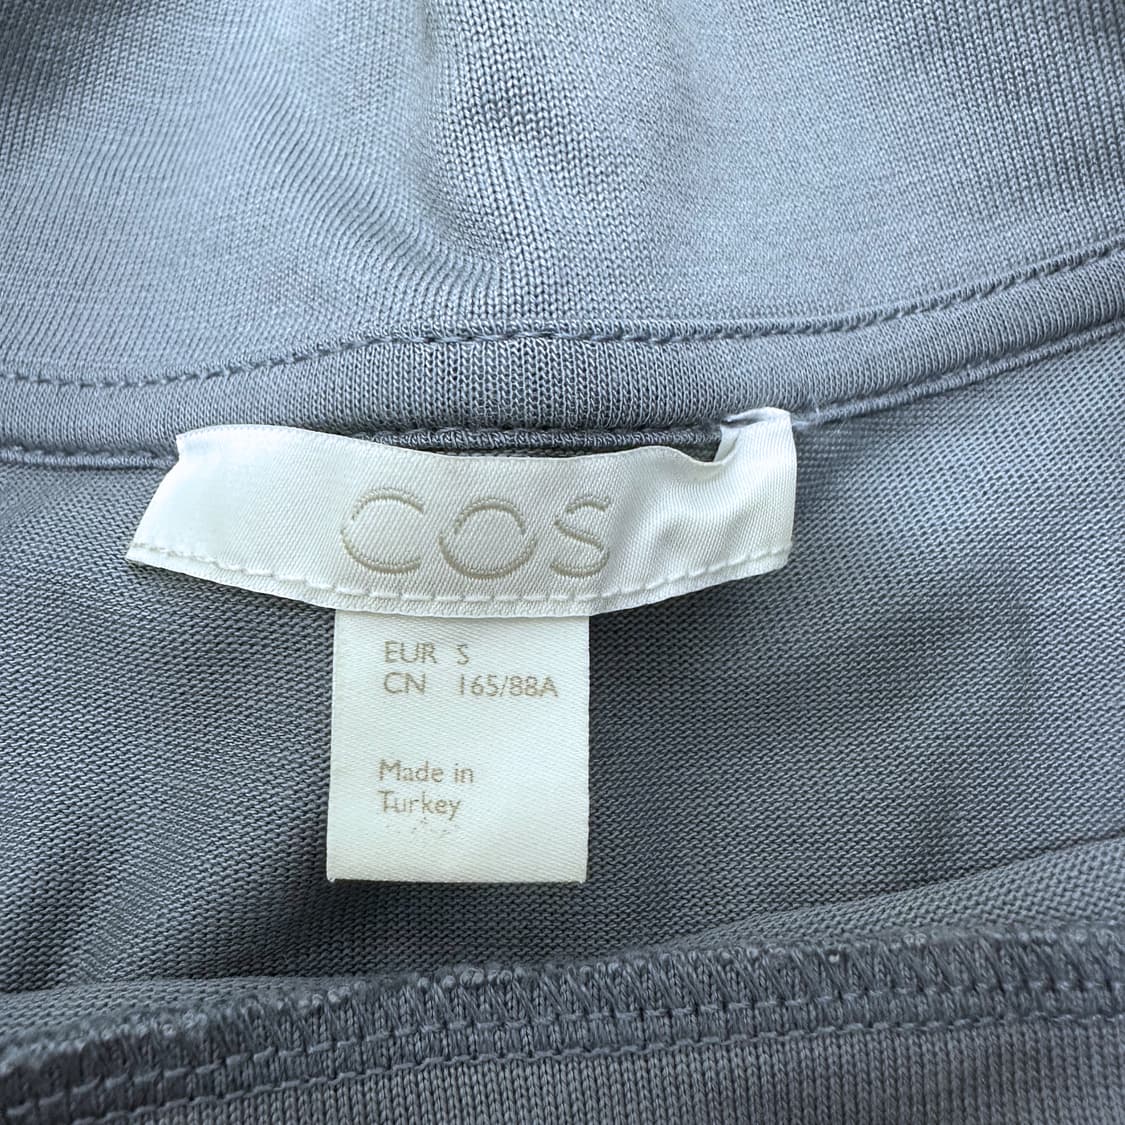 COS
EUR S
CN 165/88A
Made in
Turkey